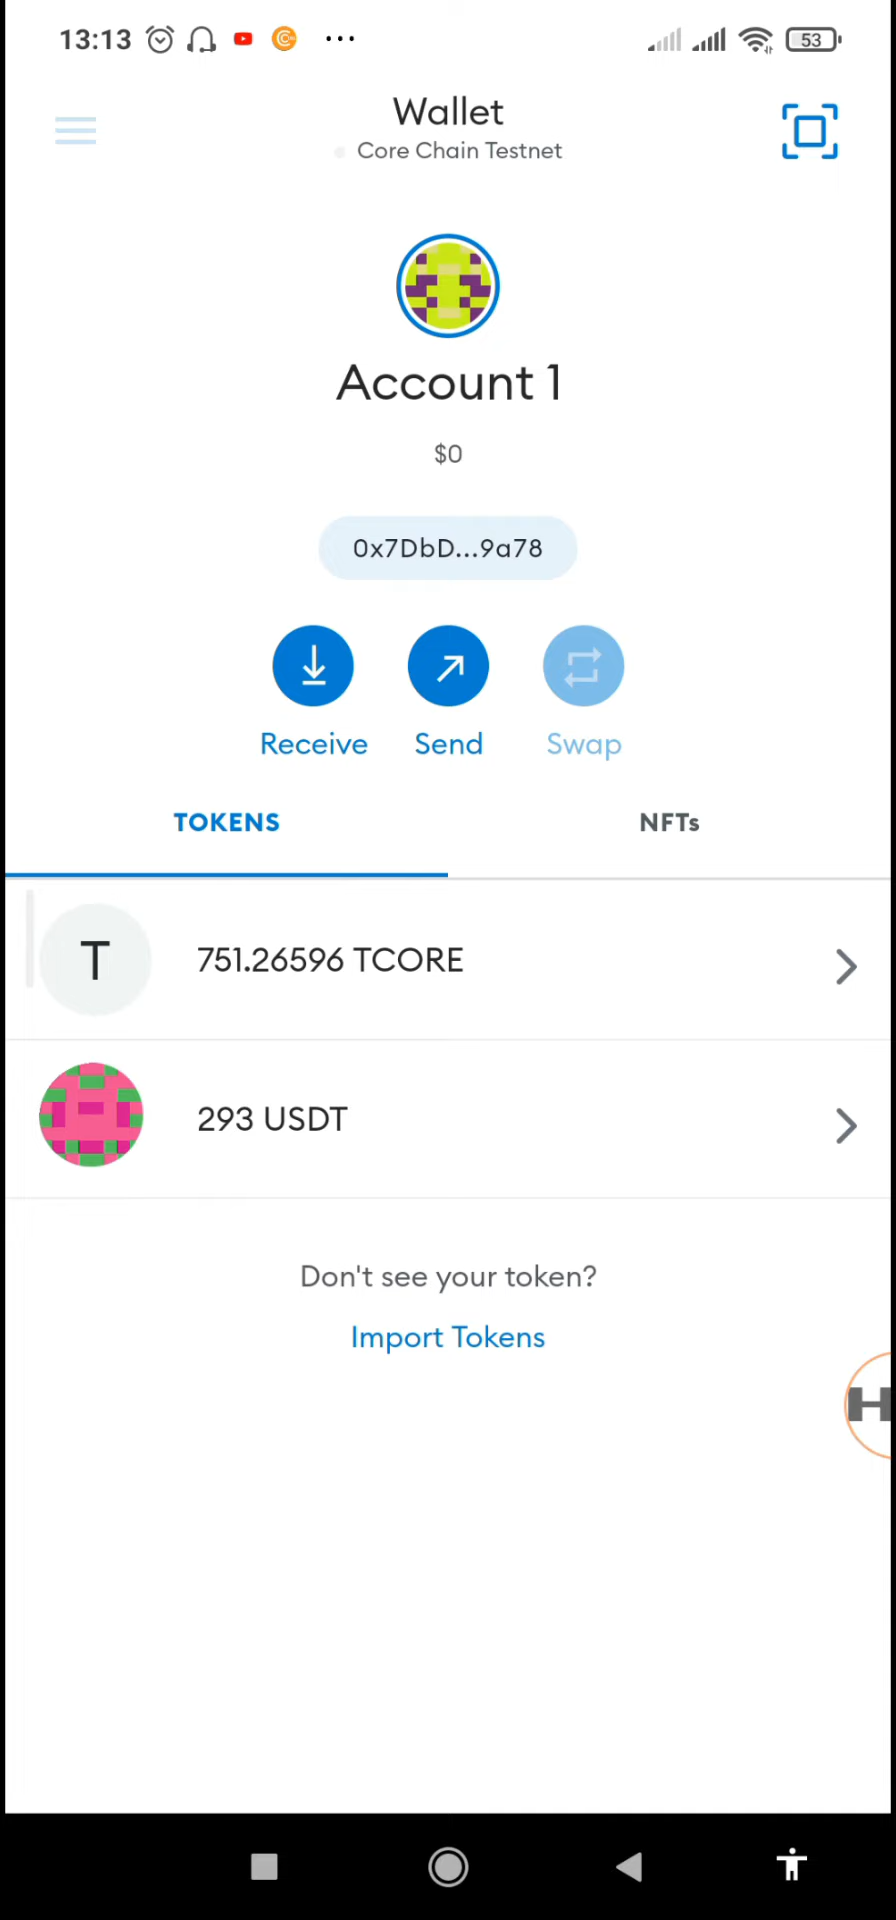 13:13
53
Wallet
Core Chain Testnet
Account 1
$0
0x7DbD...9a78
Receive Send Swap
TOKENS NFTs
T 751.26596 TCORE
293 USDT
Don't see your token?
Import Tokens
H